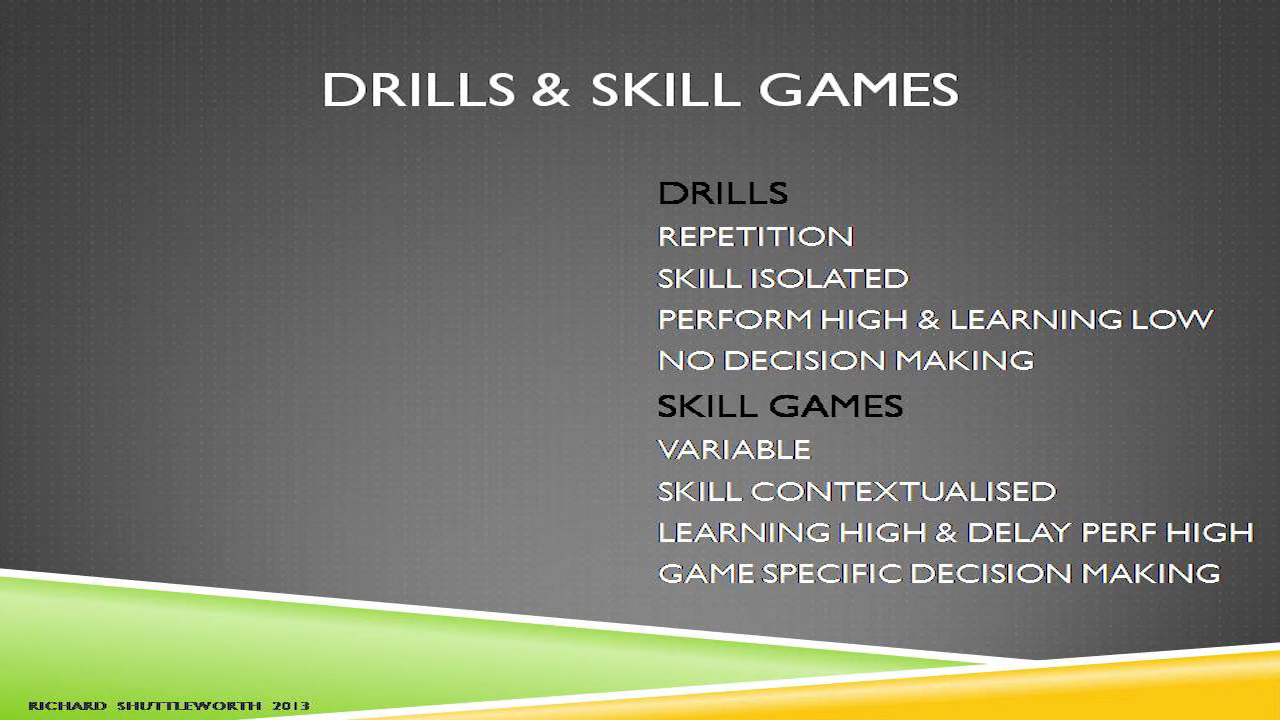 DRILLS & SKILL GAMES
DRILLS
REPETITION
SKILL ISOLATED
PERFORM HIGH & LEARNING LOW
NO DECISION MAKING
SKILL GAMES
VARIABLE
SKILL CONTEXTUALISED
LEARNING HIGH & DELAY PERF HIGH
GAME SPECIFIC DECISION MAKING
RICHARD SHUTTLEWORTH 2013